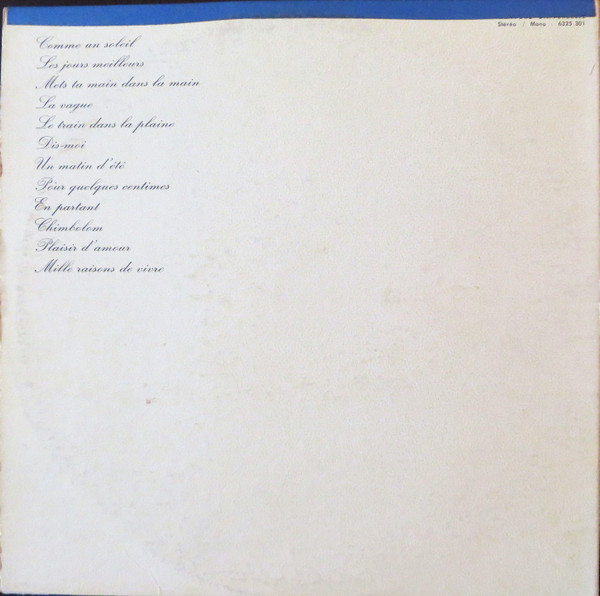 Stéréo / Mono 6325 301
Comme un soleil
Les jours meilleurs
Mets ta main dans la main
La vague
Le train dans la plaine
Dis-moi
Un matin d'été
Pour quelques centimes
En partant
Chimbolom
Plaisir d'amour
Mille raisons de vivre